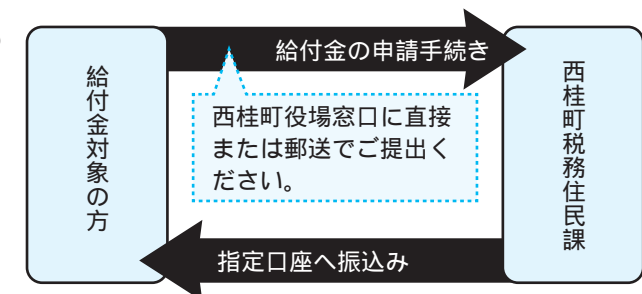 給付金の申請手続き
給付金対象の方
西桂町役場窓口に直接
または郵送でご提出く
ださい。
西桂町税務住民課
指定口座へ振込み